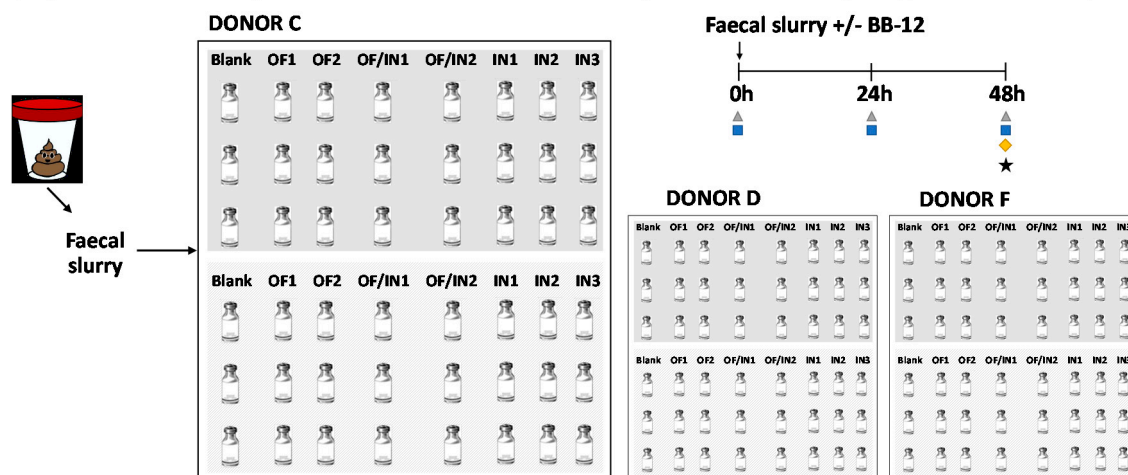 DONOR C
Blank OF1 OF2 OF/IN1 OF/IN2 IN1 IN2 IN3
Blank OF1 OF2 OF/IN1 OF/IN2 IN1 IN2 IN3
Faecal
slurry
Faecal slurry +/- BB-12
0h 24h 48h
DONOR D
Blank OF1 OF2 OF/IN1 OF/IN2 IN1 IN2 IN3
Blank OF1 OF2 OF/IN1 OF/IN2 IN1 IN2 IN3
DONOR F
Blank OF1 OF2 OF/IN1 OF/IN2 IN1 IN2 IN3
Blank OF1 OF2 OF/IN1 OF/IN2 IN1 IN2 IN3